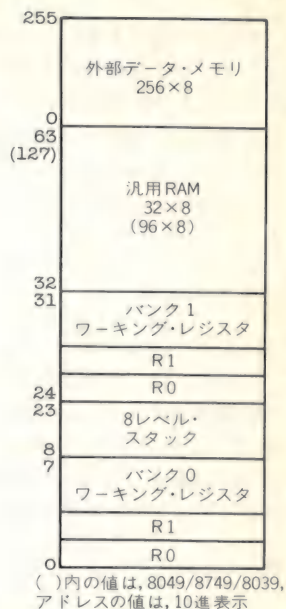 255
外部データ・メモリ
256×8
0
63
(127)
汎用RAM
32×8
(96×8)
32
31
バンク1
ワーキング・レジスタ
R1
R0
24
23
8レベル・
スタック
8
7
バンク0
ワーキング・レジスタ
R1
R0
0
( )内の値は,8049/8749/8039,
アドレスの値は,10進表示